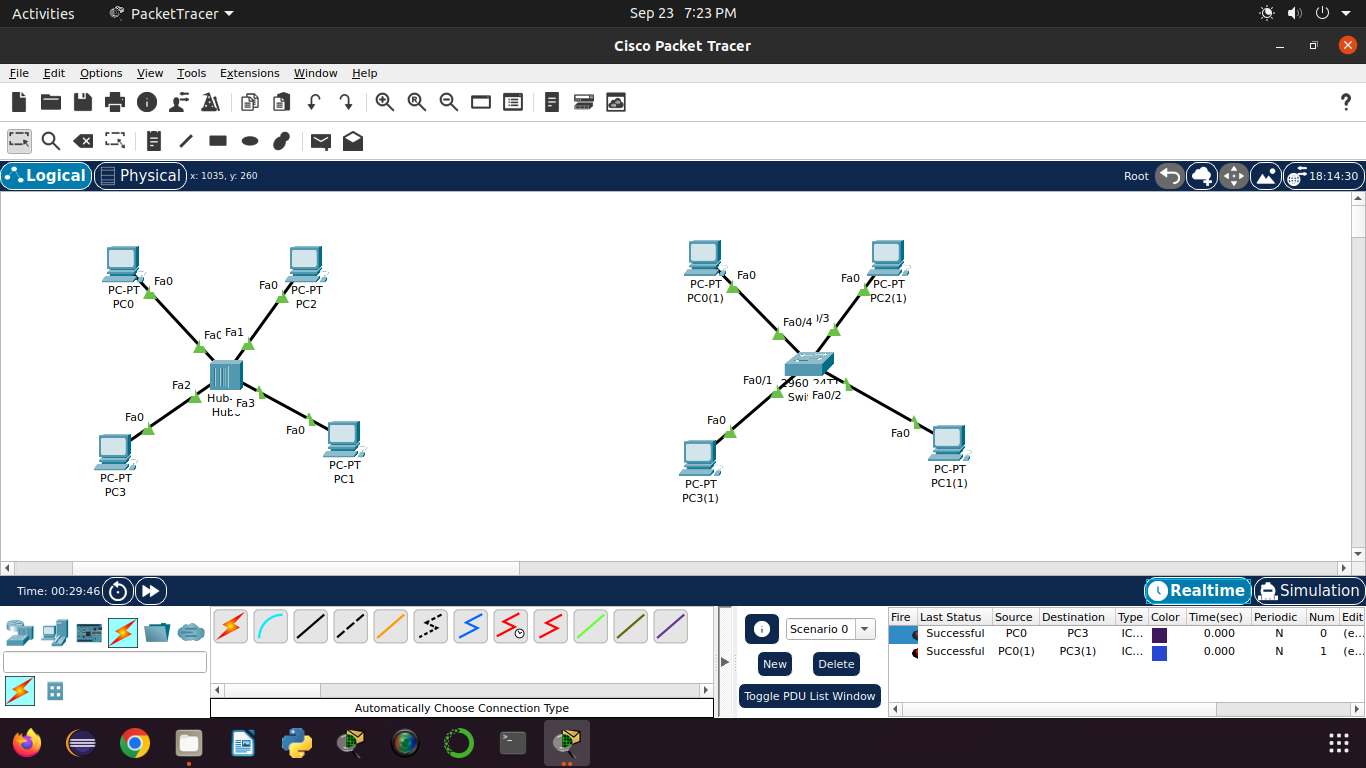 Activities PacketTracer Sep 23 7:23 PM
Cisco Packet Tracer
File Edit Options View Tools Extensions Window Help
?
Logical Physical x: 1035, y: 260 Root 18:14:30
PC-PT
PC0
Fa0
PC-PT
PC2
Fa0
Fa1
Fa2
Fa3
Fa0
PC-PT
PC3
Fa0
PC-PT
PC1
PC-PT
PC0(1)
Fa0
PC-PT
PC2(1)
Fa0
Fa0/4
Fa0/1
Fa0/2
Fa0
PC-PT
PC3(1)
Fa0
PC-PT
PC1(1)
Time: 00:29:46 Realtime Simulation
Scenario 0
New Delete
Toggle PDU List Window
Automatically Choose Connection Type
Fire Last Status Source Destination Type Color Time(sec) Periodic Num Edit
Successful PC0 PC3 IC... 0.000 N 0 (e...
Successful PC0(1) PC3(1) IC... 0.000 N 1 (e...